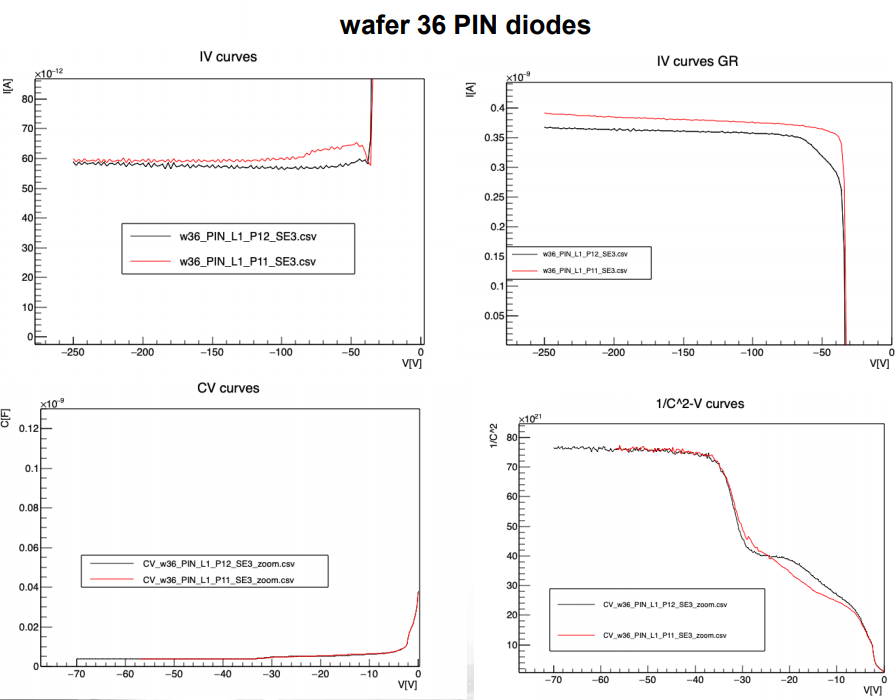 wafer 36 PIN diodes
IV curves
×10⁻¹²
I[A]
80
70
60
50
40
30
20
10
0
w36_PIN_L1_P12_SE3.csv
w36_PIN_L1_P11_SE3.csv
−250 −200 −150 −100 −50 0
V[V]
IV curves GR
×10⁻⁹
I[A]
0.4
0.35
0.3
0.25
0.2
0.15
0.1
0.05
w36_PIN_L1_P12_SE3.csv
w36_PIN_L1_P11_SE3.csv
−250 −200 −150 −100 −50 0
V[V]
CV curves
×10⁻⁹
C[F]
0.12
0.1
0.08
0.06
0.04
0.02
0
CV_w36_PIN_L1_P12_SE3_zoom.csv
CV_w36_PIN_L1_P11_SE3_zoom.csv
−70 −60 −50 −40 −30 −20 −10 0
V[V]
1/C^2-V curves
×10²¹
1/C^2
80
70
60
50
40
30
20
10
CV_w36_PIN_L1_P12_SE3_zoom.csv
CV_w36_PIN_L1_P11_SE3_zoom.csv
−70 −60 −50 −40 −30 −20 −10 0
V[V]